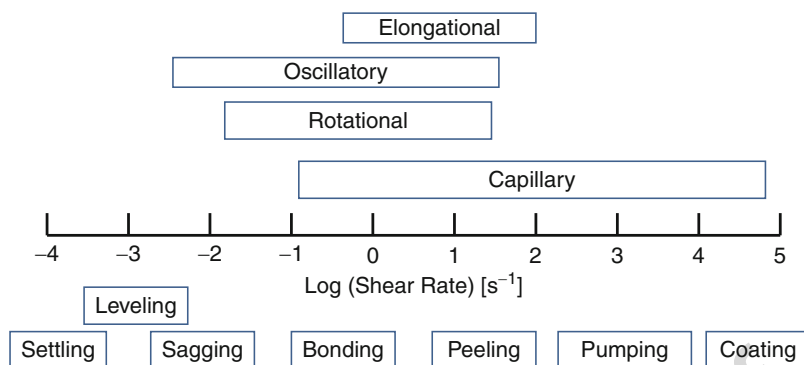 Elongational
Oscillatory
Rotational
Capillary
−4 −3 −2 −1 0 1 2 3 4 5
Log (Shear Rate) [s⁻¹]
Leveling
Settling Sagging Bonding Peeling Pumping Coating